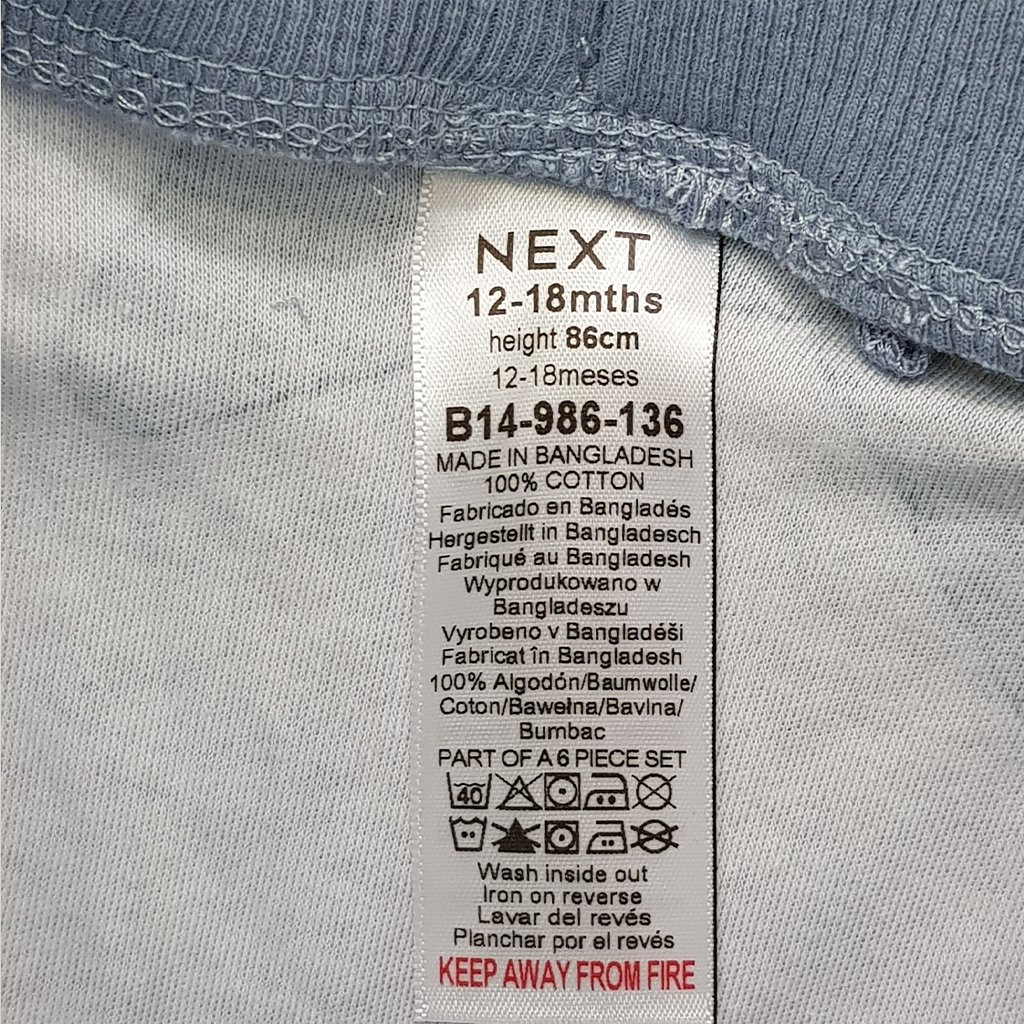 NEXT
12-18mths
height 86cm
12-18meses
B14-986-136
MADE IN BANGLADESH
100% COTTON
Fabricado en Bangladés
Hergestellt in Bangladesch
Fabriqué au Bangladesh
Wyprodukowano w
Bangladeszu
Vyrobeno v Bangladéši
Fabricat în Bangladesh
100% Algodón/Baumwolle/
Coton/Bawełna/Bavlna/
Bumbac
PART OF A 6 PIECE SET
40
Wash inside out
Iron on reverse
Lavar del revés
Planchar por el revés
KEEP AWAY FROM FIRE